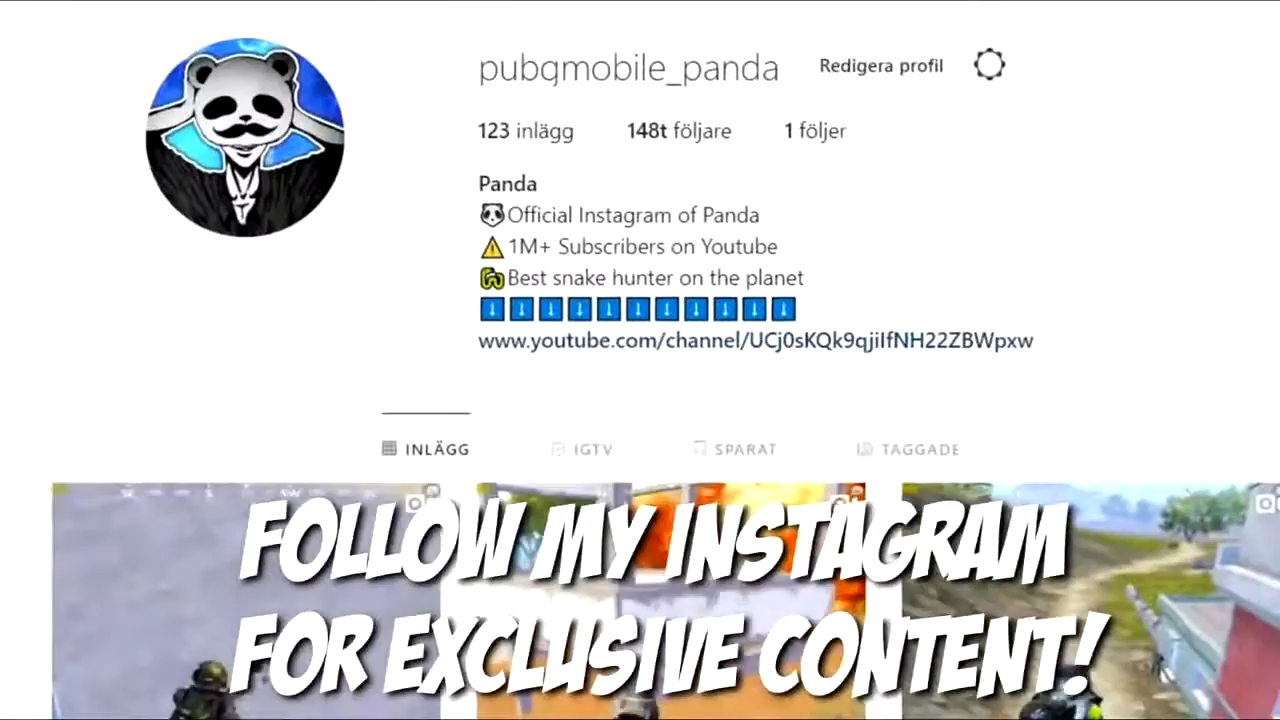 pubgmobile_panda Redigera profil
123 inlägg 148t följare 1 följer
Panda
🐼Official Instagram of Panda
⚠️1M+ Subscribers on Youtube
🐍Best snake hunter on the planet
⬇️⬇️⬇️⬇️⬇️⬇️⬇️⬇️⬇️⬇️⬇️
www.youtube.com/channel/UCj0sKQk9qjiIfNH22ZBWpxw
INLÄGG IGTV SPARAT TAGGADE
FOLLOW MY INSTAGRAM
FOR EXCLUSIVE CONTENT!